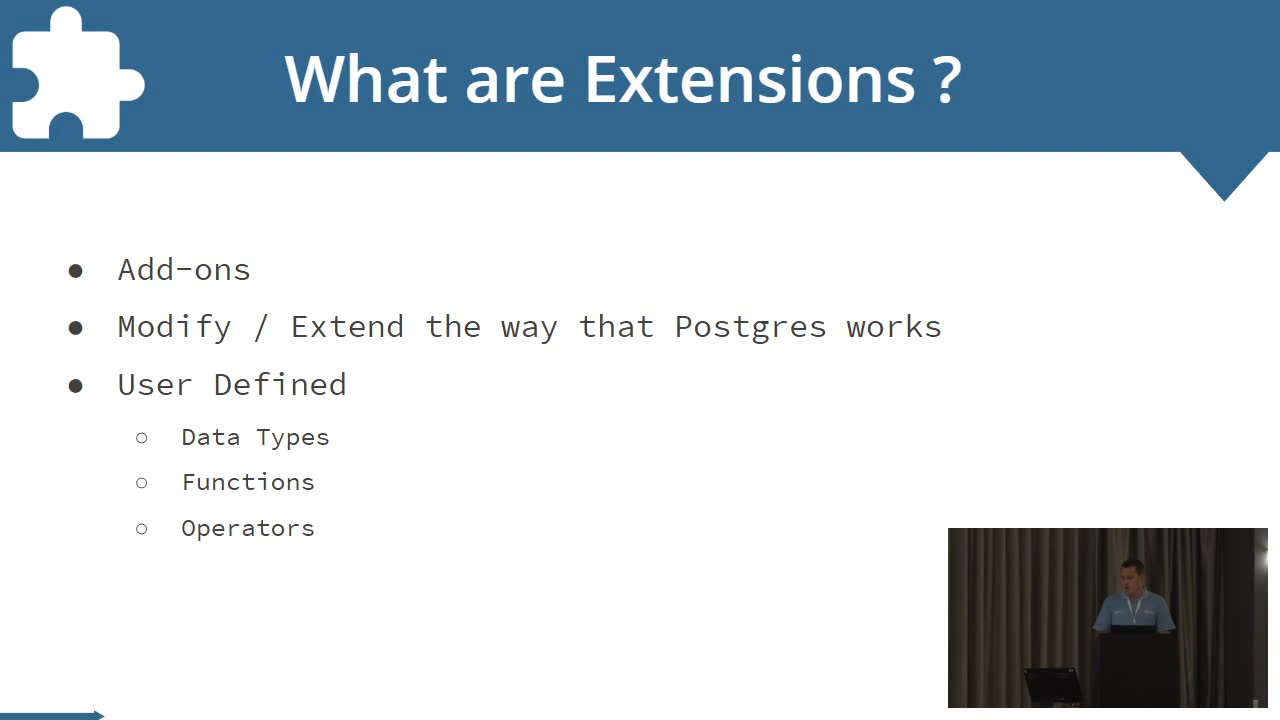 What are Extensions ?
● Add-ons
● Modify / Extend the way that Postgres works
● User Defined
○ Data Types
○ Functions
○ Operators